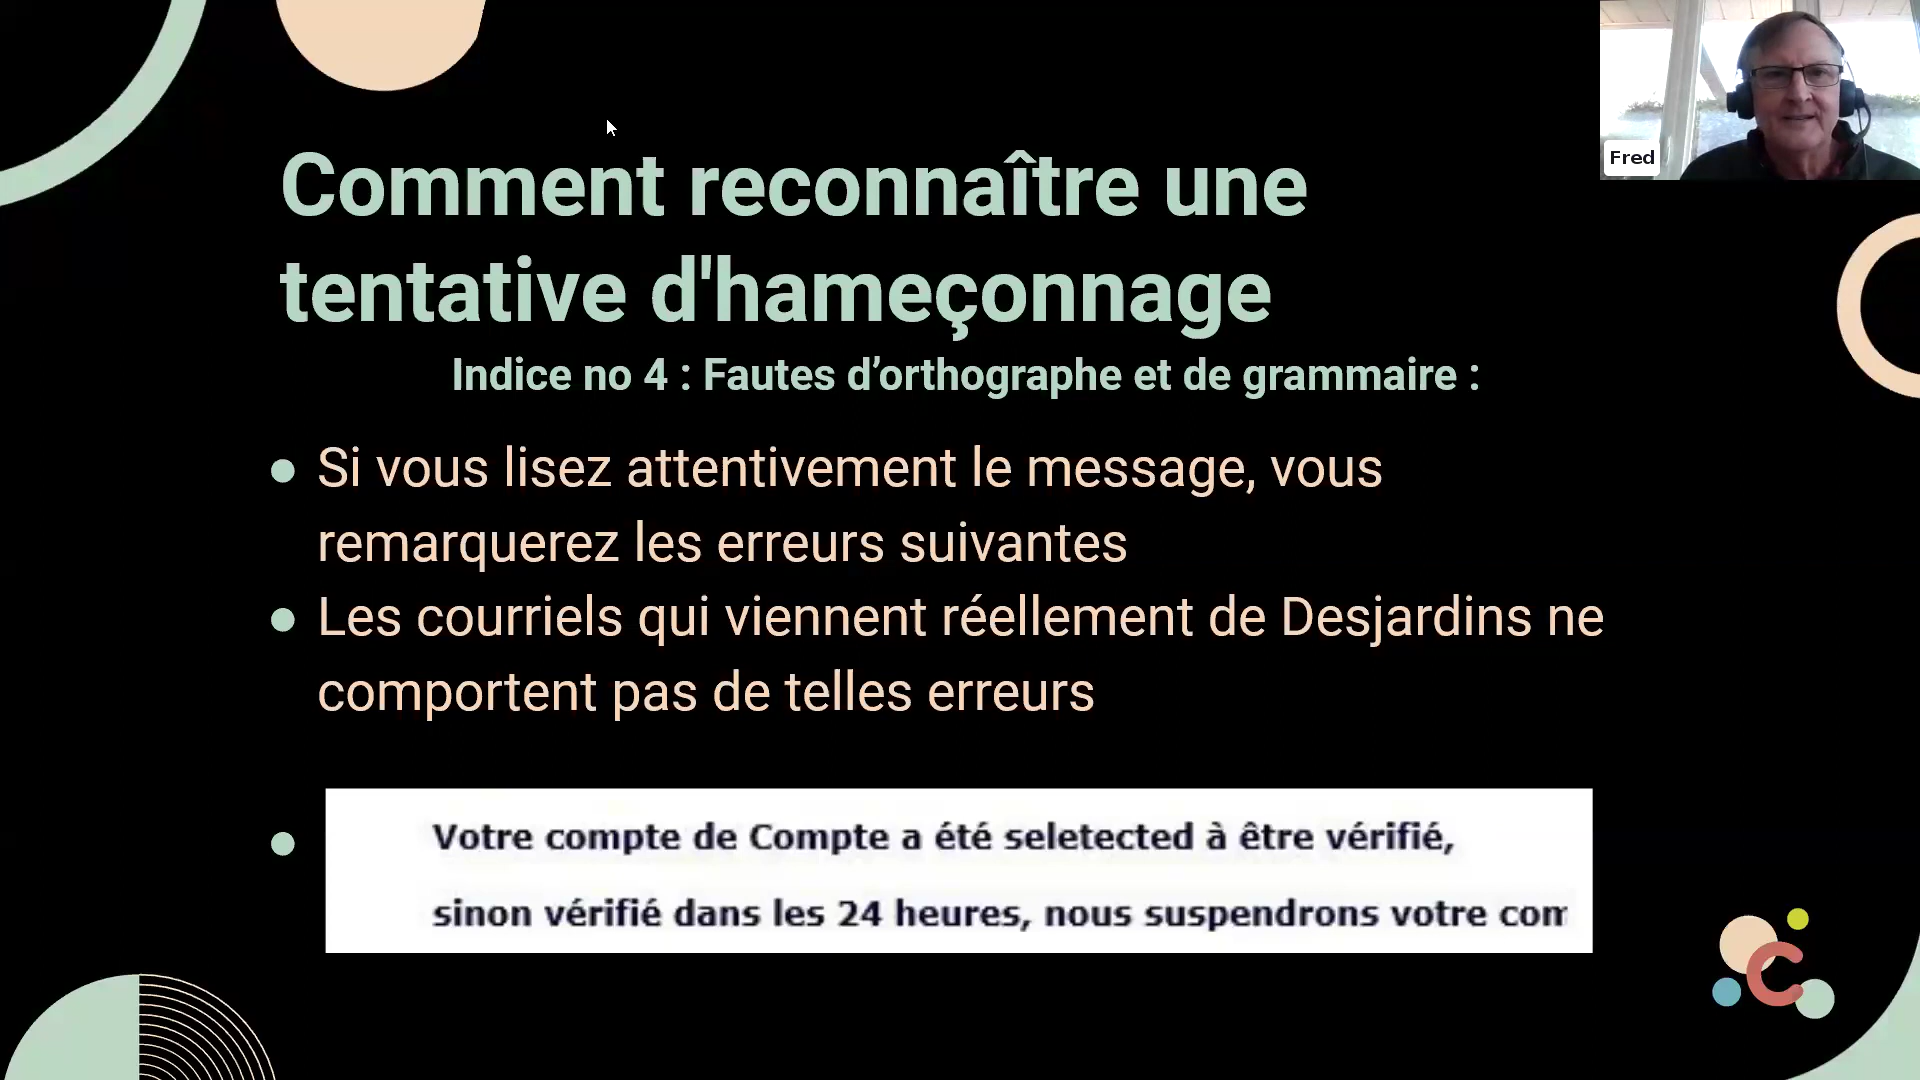 Fred
Comment reconnaître une
tentative d'hameçonnage
Indice no 4 : Fautes d’orthographe et de grammaire :
Si vous lisez attentivement le message, vous
remarquerez les erreurs suivantes
Les courriels qui viennent réellement de Desjardins ne
comportent pas de telles erreurs
Votre compte de Compte a été seletected à être vérifié,
sinon vérifié dans les 24 heures, nous suspendrons votre com